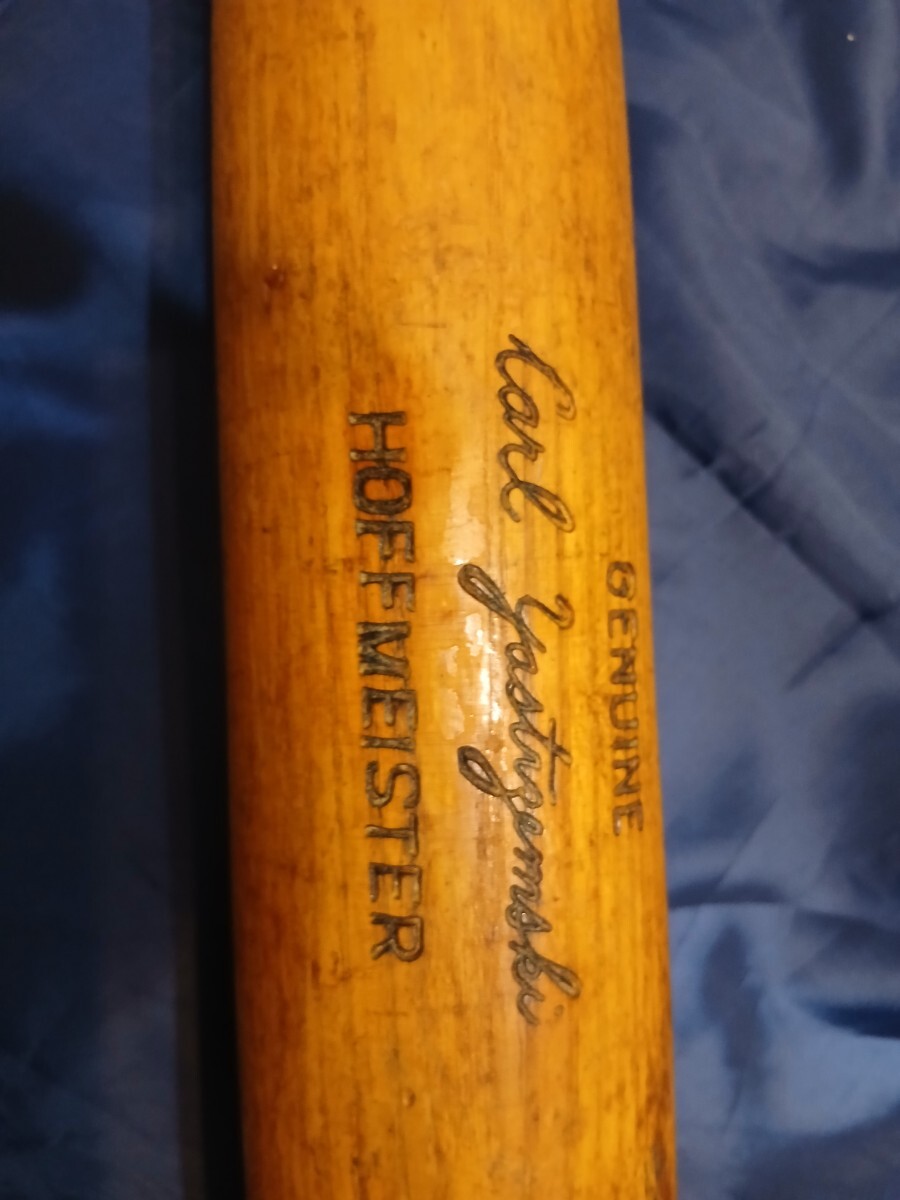 GENUINE
Carl Yastrzemski
HOFFMEISTER